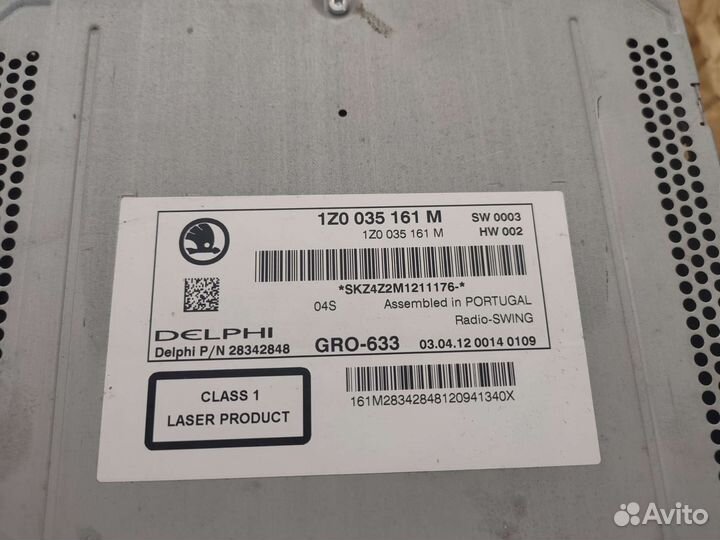 1Z0 035 161 M SW 0003
1Z0 035 161 M HW 002
*SKZ4Z2M1211176-*
04S Assembled in PORTUGAL
Radio-SWING
DELPHI
Delphi P/N 28342848 GRO-633 03.04.12 0014 0109
CLASS 1
LASER PRODUCT
161M28342848120941340X
Avito